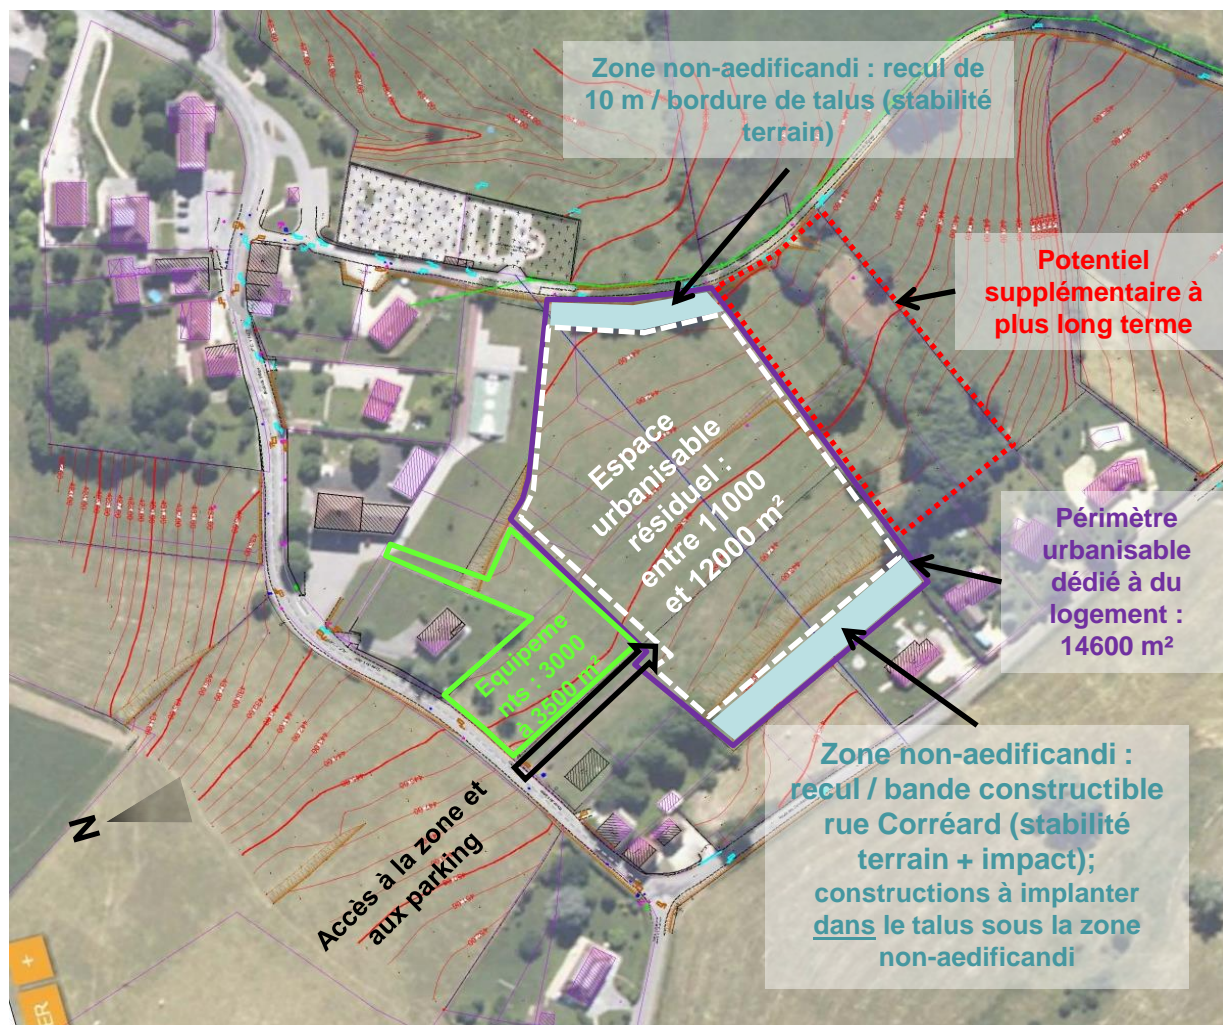 Zone non-aedificandi : recul de
10 m / bordure de talus (stabilité
terrain)
Potentiel
supplémentaire à
plus long terme
Espace
urbanisable
résiduel :
entre 11000
et 12000 m²
Périmètre
urbanisable
dédié à du
logement :
14600 m²
Equipeme
nts : 3000
à 3500 m²
Zone non-aedificandi :
recul / bande constructible
rue Corréard (stabilité
terrain + impact);
constructions à implanter
dans le talus sous la zone
non-aedificandi
Accès à la zone et
aux parking
N
+
ER